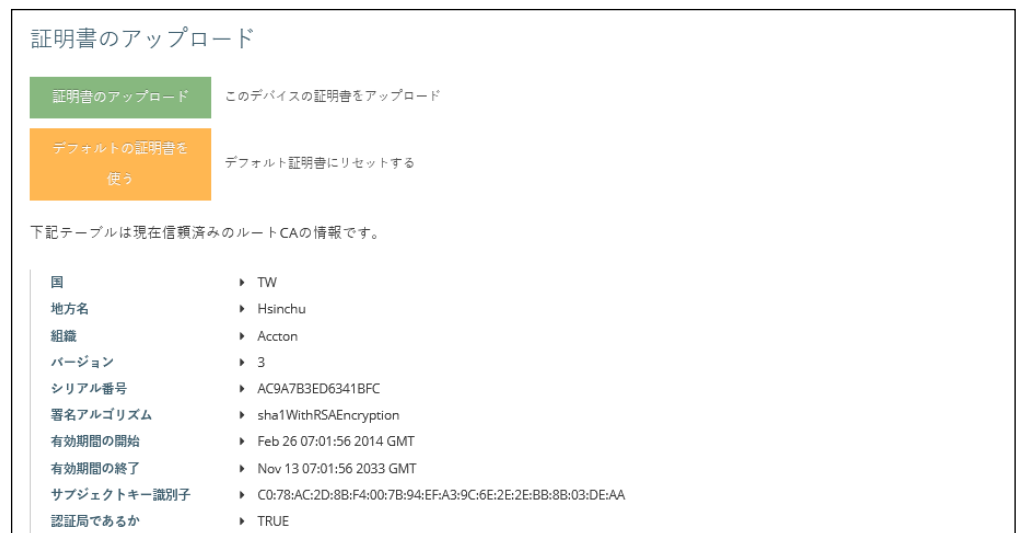 証明書のアップロード
証明書のアップロード このデバイスの証明書をアップロード
デフォルトの証明書を
使う
デフォルト証明書にリセットする
下記テーブルは現在信頼済みのルートCAの情報です。
国 TW
地方名 Hsinchu
組織 Accton
バージョン 3
シリアル番号 AC9A7B3ED6341BFC
署名アルゴリズム sha1WithRSAEncryption
有効期間の開始 Feb 26 07:01:56 2014 GMT
有効期間の終了 Nov 13 07:01:56 2033 GMT
サブジェクトキー識別子 C0:78:AC:2D:8B:F4:00:7B:94:EF:A3:9C:6E:2E:2E:BB:8B:03:DE:AA
認証局であるか TRUE